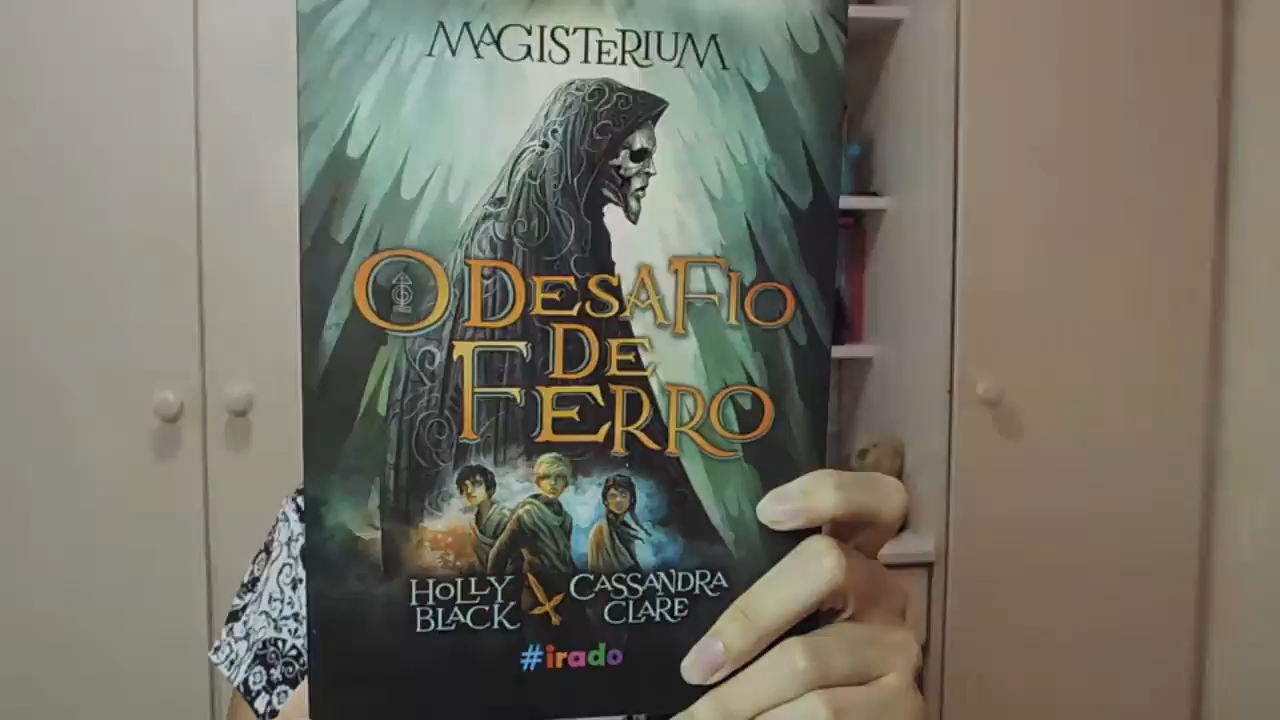 MAGISTERIUM
O DESAFIO
DE
FERRO
HOLLY
BLACK
CASSANDRA
CLARE
#irado